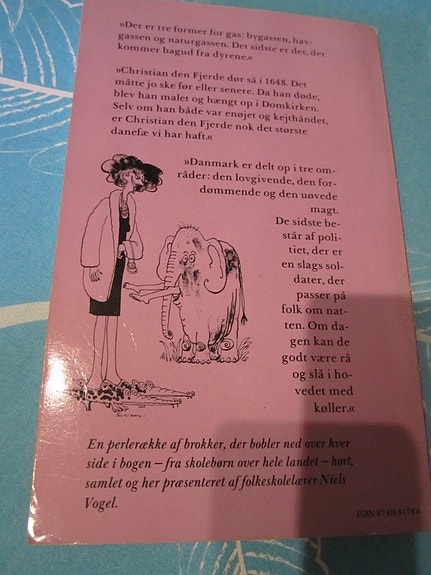 »Der er tre former for gas: bygassen, hav-
gassen og naturgassen. Det sidste er det, der
kommer bagud fra dyrene.«
»Christian den Fjerde dør så i 1648. Det
måtte jo ske før eller senere. Da han døde,
blev han malet og hængt op i Domkirken.
Selv om han både var enøjet og kejthåndet,
er Christian den Fjerde nok det største
danefæ vi har haft.«
»Danmark er delt op i tre om-
råder: den lovgivende, den for-
dømmende og den uøvede
magt.
De sidste be-
står af poli-
tiet, der er
en slags sol-
dater, der
passer på
folk om nat-
ten. Om da-
gen kan de
godt være rå
og slå i ho-
vedet med
køller.«
En perlerække af brokker, der bobler ned over hver
side i bogen – fra skolebørn over hele landet – hørt,
samlet og her præsenteret af folkeskolelærer Niels
Vogel.